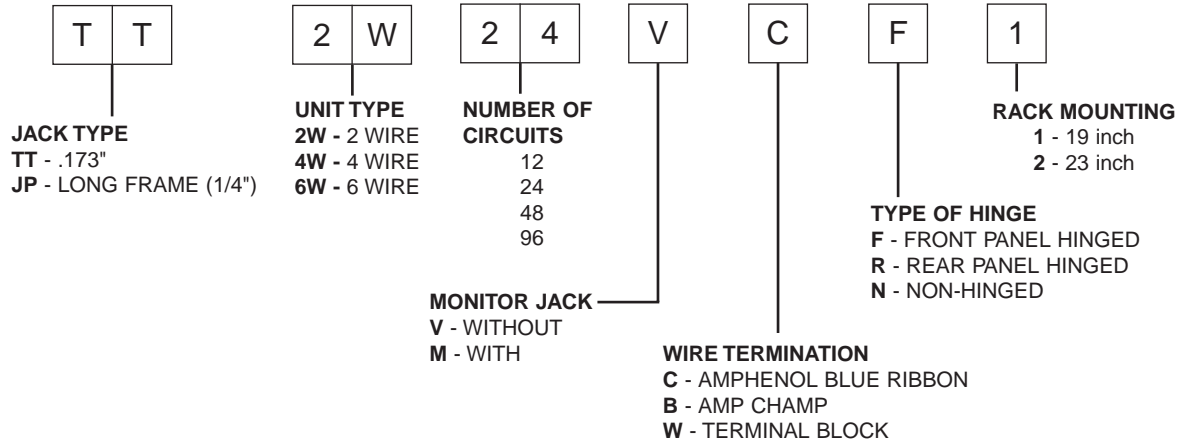 T T 2 W 2 4 V C F 1
JACK TYPE
TT - .173"
JP - LONG FRAME (1/4")
UNIT TYPE
2W - 2 WIRE
4W - 4 WIRE
6W - 6 WIRE
NUMBER OF
CIRCUITS
12
24
48
96
MONITOR JACK
V - WITHOUT
M - WITH
WIRE TERMINATION
C - AMPHENOL BLUE RIBBON
B - AMP CHAMP
W - TERMINAL BLOCK
TYPE OF HINGE
F - FRONT PANEL HINGED
R - REAR PANEL HINGED
N - NON-HINGED
RACK MOUNTING
1 - 19 inch
2 - 23 inch